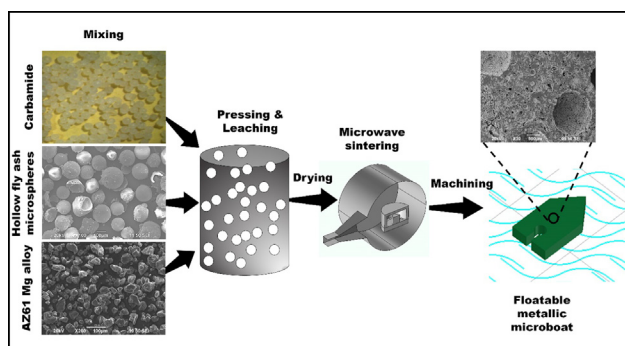 Mixing
Carbamide
Hollow fly ash
microspheres
AZ61 Mg alloy
Pressing &
Leaching
Drying
Microwave
sintering
Machining
Floatable
metallic
microboat